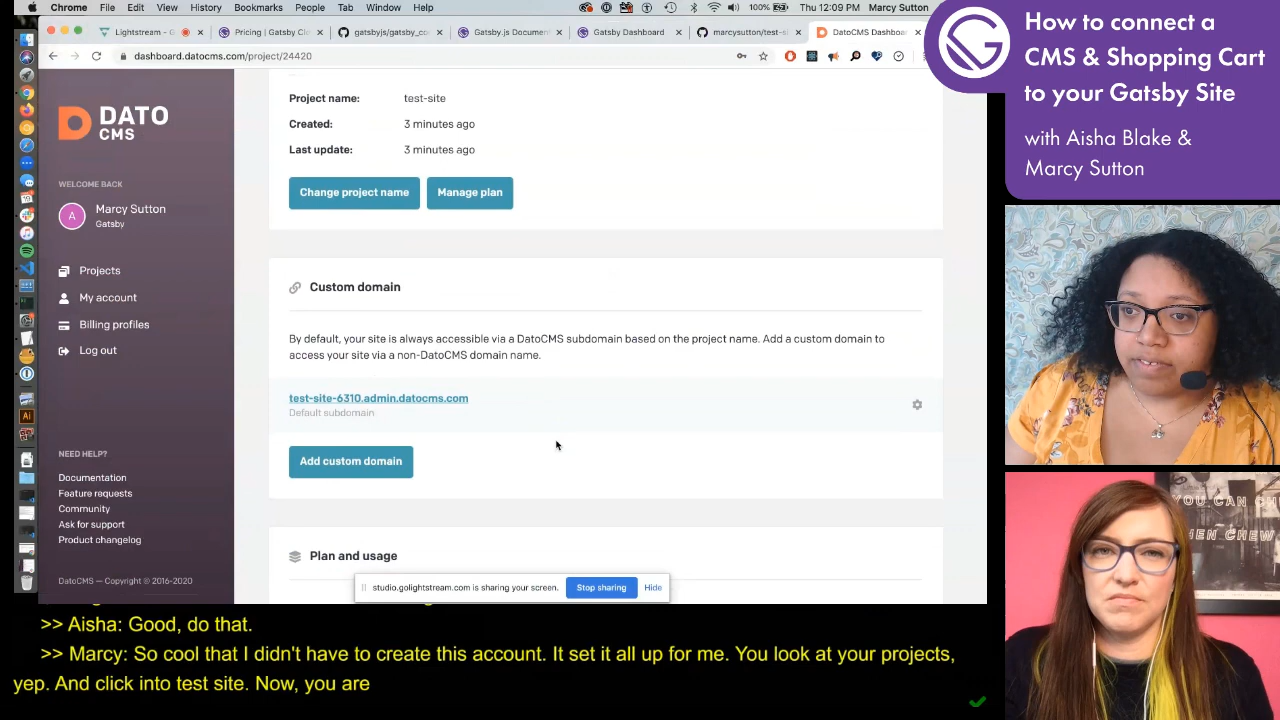 Chrome File Edit View History Bookmarks People Tab Window Help
Thu 12:09 PM Marcy Sutton
Lightstream - G
Pricing | Gatsby Cl
gatsbyjs/gatsby_co
Gatsby.js Documen
Gatsby Dashboard
marcysutton/test-si
DatoCMS Dashboa
dashboard.datocms.com/project/24420
DATO
CMS
WELCOME BACK
A
Marcy Sutton
Gatsby
Projects
My account
Billing profiles
Log out
NEED HELP?
Documentation
Feature requests
Community
Ask for support
Product changelog
DatoCMS — Copyright © 2016-2020
Project name: test-site
Created: 3 minutes ago
Last update: 3 minutes ago
Change project name Manage plan
Custom domain
By default, your site is always accessible via a DatoCMS subdomain based on the project name. Add a custom domain to
access your site via a non-DatoCMS domain name.
test-site-6310.admin.datocms.com
Default subdomain
Add custom domain
Plan and usage
studio.golightstream.com is sharing your screen. Stop sharing Hide
How to connect a
CMS & Shopping Cart
to your Gatsby Site
with Aisha Blake &
Marcy Sutton
YOU CAN CH
HEN CHEW
>> Aisha: Good, do that.
>> Marcy: So cool that I didn't have to create this account. It set it all up for me. You look at your projects,
yep. And click into test site. Now, you are